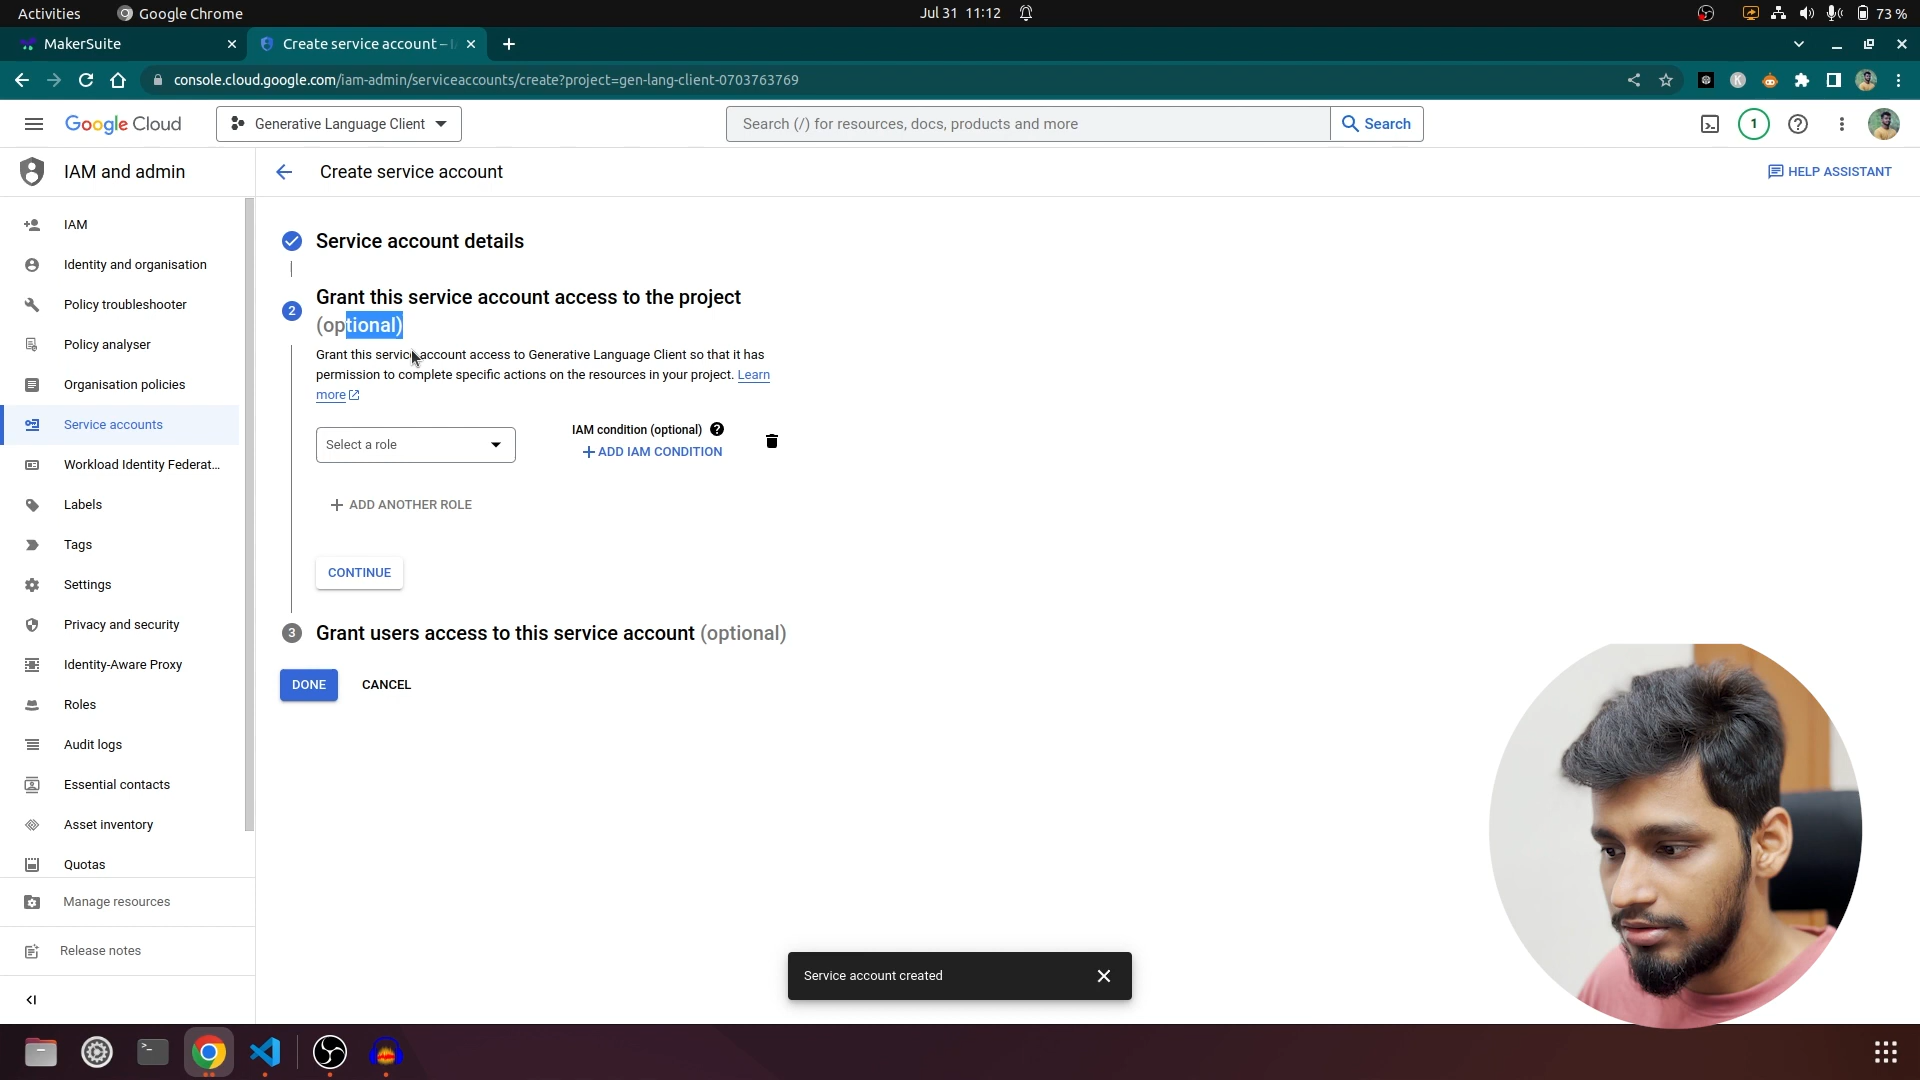 Activities
Google Chrome
Jul 31 11:12
73 %
MakerSuite
Create service account –
console.cloud.google.com/iam-admin/serviceaccounts/create?project=gen-lang-client-0703763769
Google Cloud
Generative Language Client
Search (/) for resources, docs, products and more
Search
1
IAM and admin
Create service account
HELP ASSISTANT
IAM
Identity and organisation
Policy troubleshooter
Policy analyser
Organisation policies
Service accounts
Workload Identity Federat...
Labels
Tags
Settings
Privacy and security
Identity-Aware Proxy
Roles
Audit logs
Essential contacts
Asset inventory
Quotas
Manage resources
Release notes
Service account details
2
Grant this service account access to the project
(optional)
Grant this service account access to Generative Language Client so that it has
permission to complete specific actions on the resources in your project. Learn
more
Select a role
IAM condition (optional)
+ ADD IAM CONDITION
+ ADD ANOTHER ROLE
CONTINUE
3
Grant users access to this service account (optional)
DONE
CANCEL
Service account created